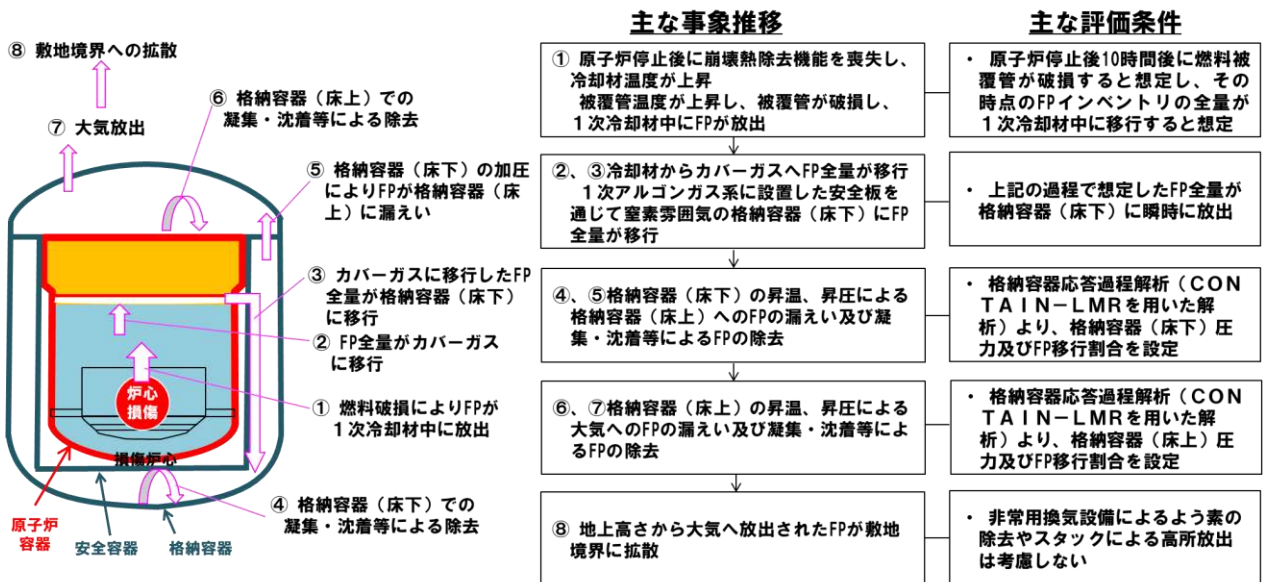 ⑧ 敷地境界への拡散
⑥ 格納容器（床上）での
凝集・沈着等による除去
⑦ 大気放出
⑤ 格納容器（床下）の加圧
によりFPが格納容器（床
上）に漏えい
③ カバーガスに移行したFP
全量が格納容器（床下）
に移行
② FP全量がカバーガス
に移行
炉心
損傷
① 燃料破損によりFPが
１次冷却材中に放出
損傷炉心
④ 格納容器（床下）での
凝集・沈着等による除去
原子炉
容器
安全容器
格納容器
主な事象推移
① 原子炉停止後に崩壊熱除去機能を喪失し、
冷却材温度が上昇
被覆管温度が上昇し、被覆管が破損し、
１次冷却材中にFPが放出
②、③冷却材からカバーガスへFP全量が移行
１次アルゴンガス系に設置した安全板を
通じて窒素雰囲気の格納容器（床下）にFP
全量が移行
④、⑤格納容器（床下）の昇温、昇圧による
格納容器（床上）へのFPの漏えい及び凝
集・沈着等によるFPの除去
⑥、⑦格納容器（床上）の昇温、昇圧による
大気へのFPの漏えい及び凝集・沈着等によ
るFPの除去
⑧ 地上高さから大気へ放出されたFPが敷地
境界に拡散
主な評価条件
・ 原子炉停止後10時間後に燃料被
覆管が破損すると想定し、その
時点のFPインベントリの全量が
１次冷却材中に移行すると想定
・ 上記の過程で想定したFP全量が
格納容器（床下）に瞬時に放出
・ 格納容器応答過程解析（ＣＯＮ
ＴＡＩＮ－ＬＭＲを用いた解
析）より、格納容器（床下）圧
力及びFP移行割合を設定
・ 格納容器応答過程解析（ＣＯＮ
ＴＡＩＮ－ＬＭＲを用いた解
析）より、格納容器（床上）圧
力及びFP移行割合を設定
・ 非常用換気設備によるよう素の
除去やスタックによる高所放出
は考慮しない